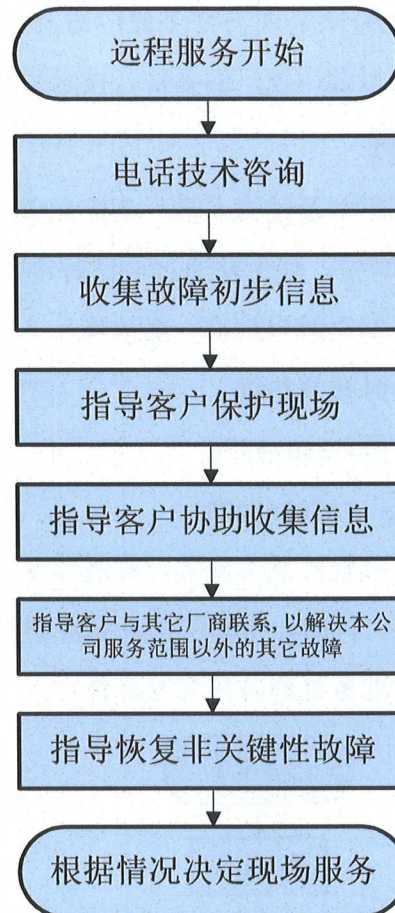 远程服务开始
电话技术咨询
收集故障初步信息
指导客户保护现场
指导客户协助收集信息
指导客户与其它厂商联系, 以解决本公
司服务范围以外的其它故障
指导恢复非关键性故障
根据情况决定现场服务